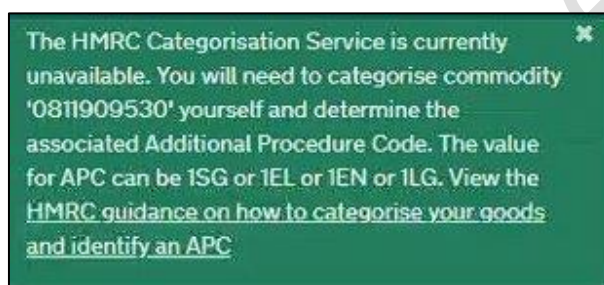 The HMRC Categorisation Service is currently
unavailable. You will need to categorise commodity
'0811909530' yourself and determine the
associated Additional Procedure Code. The value
for APC can be 1SG or 1EL or 1EN or 1LG. View the
HMRC guidance on how to categorise your goods
and identify an APC